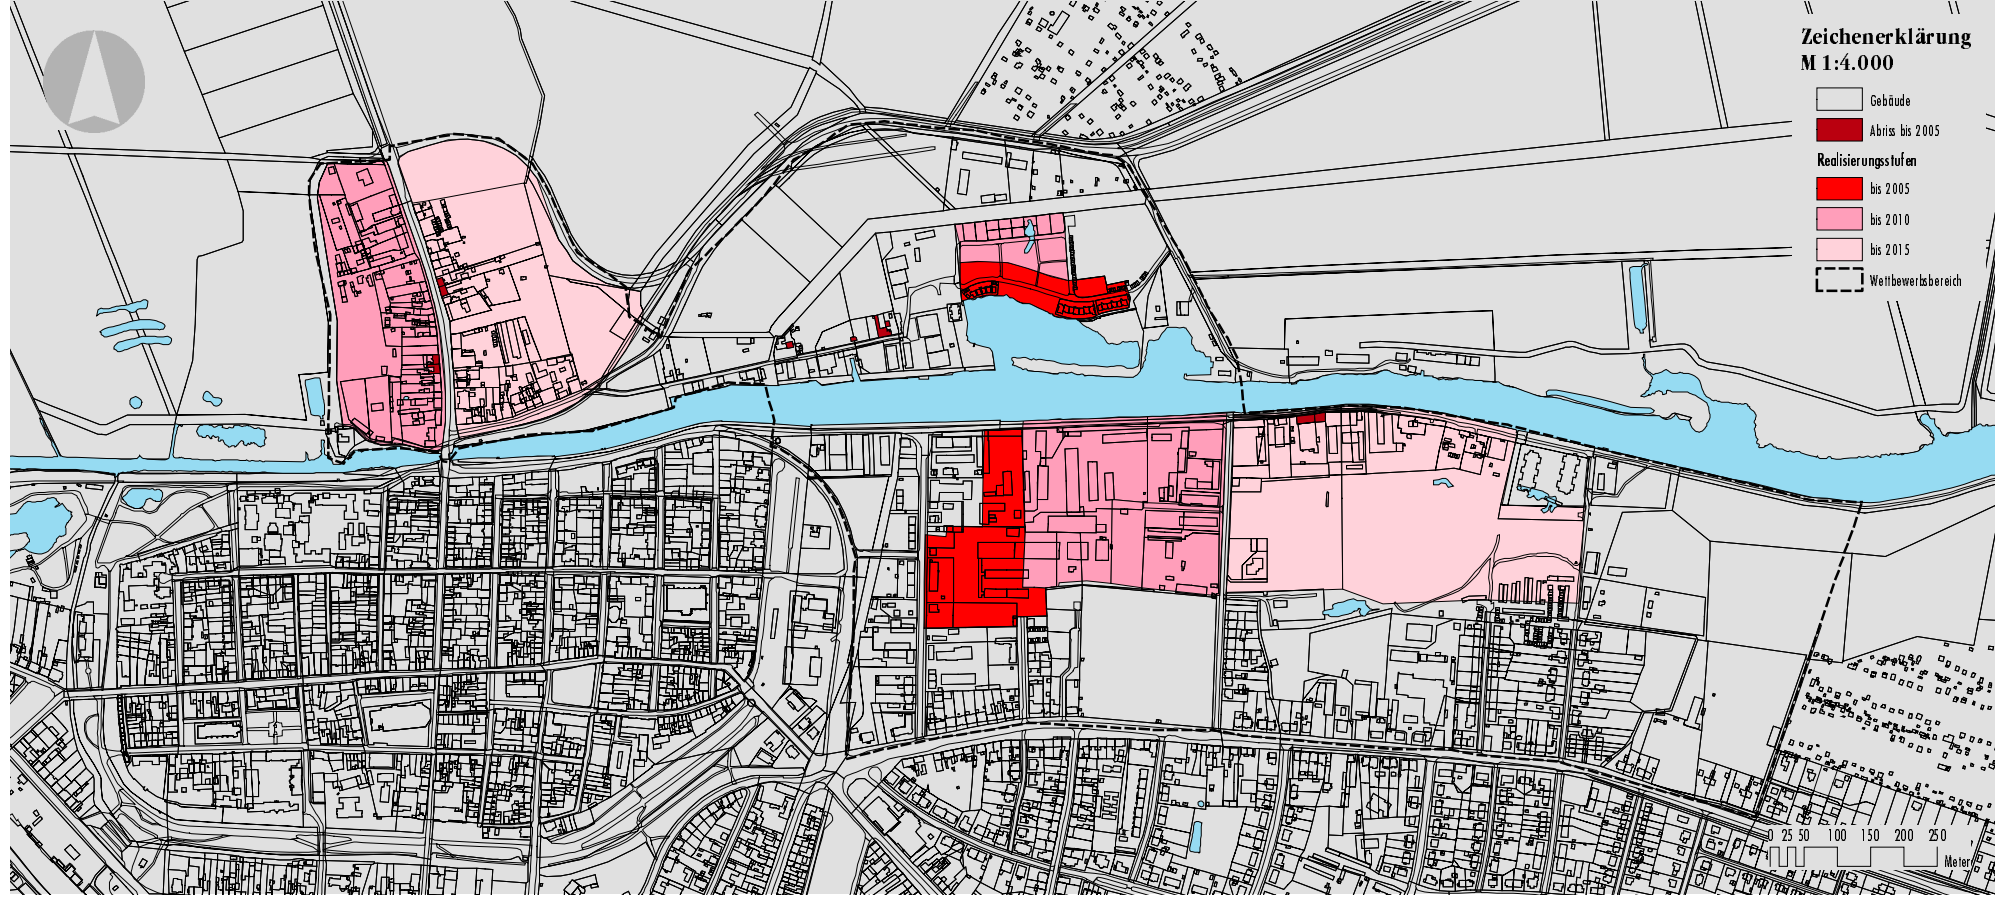 Zeichenerklärung
M 1:4.000
Gebäude
Abriss bis 2005
Realisierungsstufen
bis 2005
bis 2010
bis 2015
Wettbewerbsbereich
0 25 50 100 150 200 250
Meter